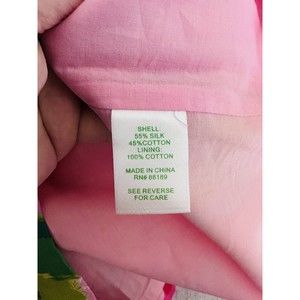 SHELL:
55% SILK
45%COTTON
LINING:
100% COTTON
MADE IN CHINA
RN# 88189
SEE REVERSE
FOR CARE